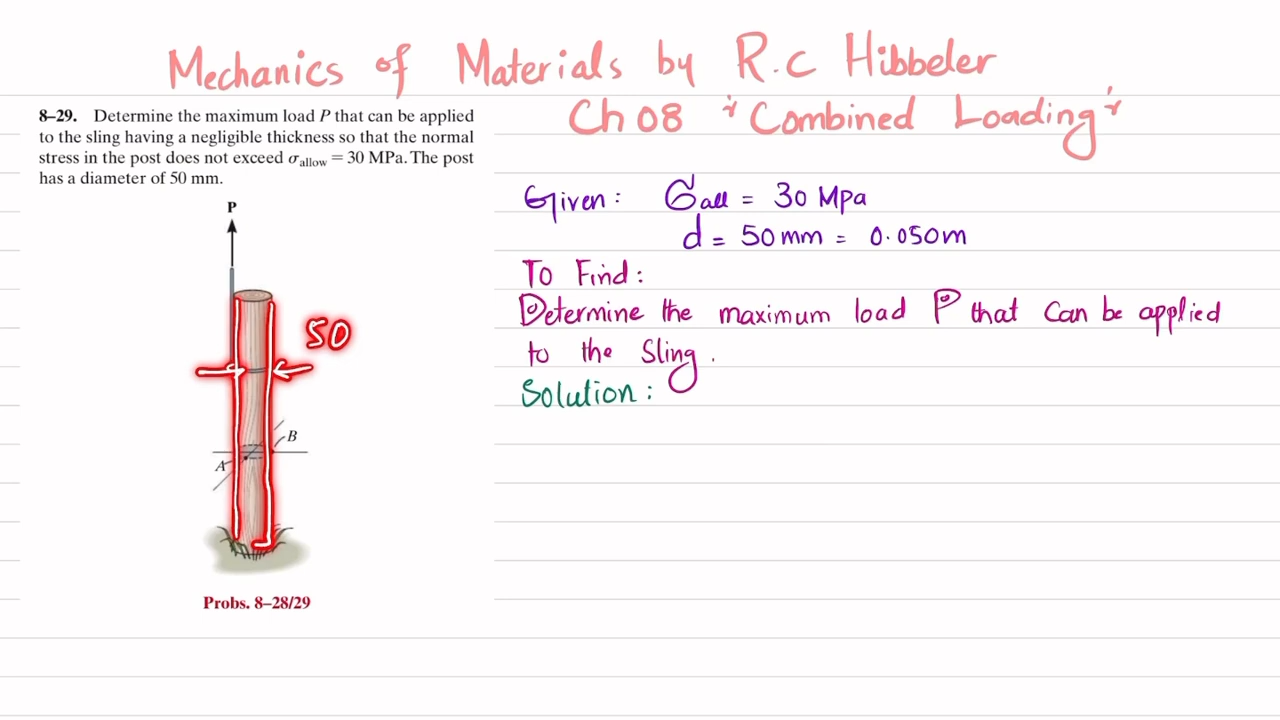 Mechanics of Materials by R.C Hibbeler
Ch 08 "Combined Loading"
8–29. Determine the maximum load P that can be applied
to the sling having a negligible thickness so that the normal
stress in the post does not exceed σallow = 30 MPa. The post
has a diameter of 50 mm.
P
50
B
A
Probs. 8–28/29
Given: σall = 30 Mpa
d = 50mm = 0.050m
To Find:
Determine the maximum load P that can be applied
to the Sling.
Solution: